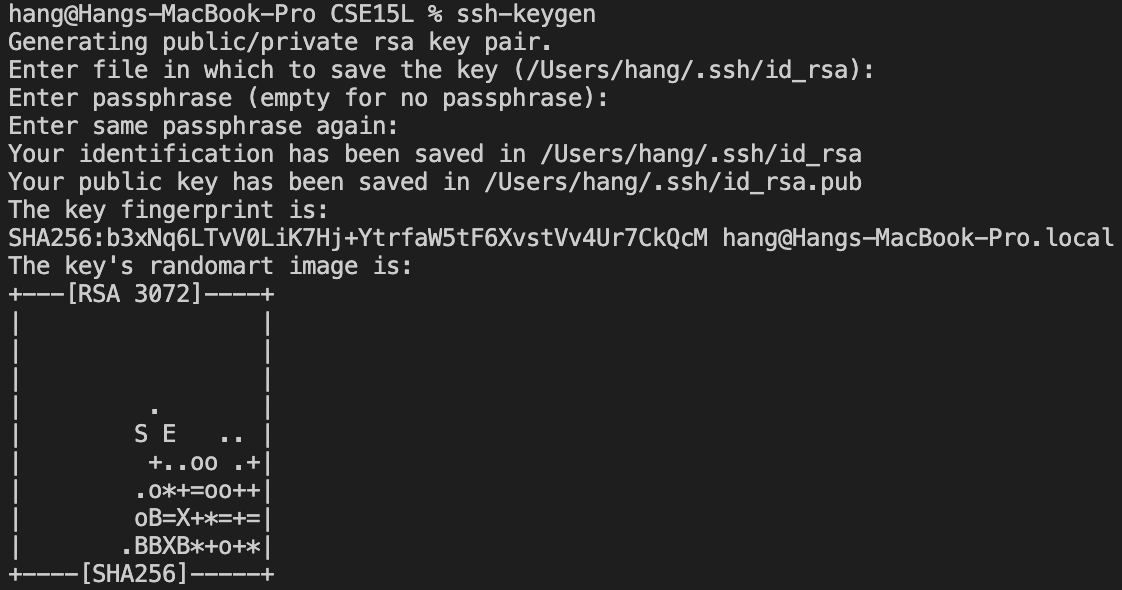 hang@Hangs-MacBook-Pro CSE15L % ssh-keygen
Generating public/private rsa key pair.
Enter file in which to save the key (/Users/hang/.ssh/id_rsa):
Enter passphrase (empty for no passphrase):
Enter same passphrase again:
Your identification has been saved in /Users/hang/.ssh/id_rsa
Your public key has been saved in /Users/hang/.ssh/id_rsa.pub
The key fingerprint is:
SHA256:b3xNq6LTvV0LiK7Hj+YtrfaW5tF6XvstVv4Ur7CkQcM hang@Hangs-MacBook-Pro.local
The key's randomart image is:
+---[RSA 3072]----+
|                 |
|                 |
|                 |
|         .       |
|        S E   .. |
|         +..oo .+|
|        .o*+=oo++|
|        oB=X+*=+=|
|       .BBXB*+o+*|
+----[SHA256]-----+